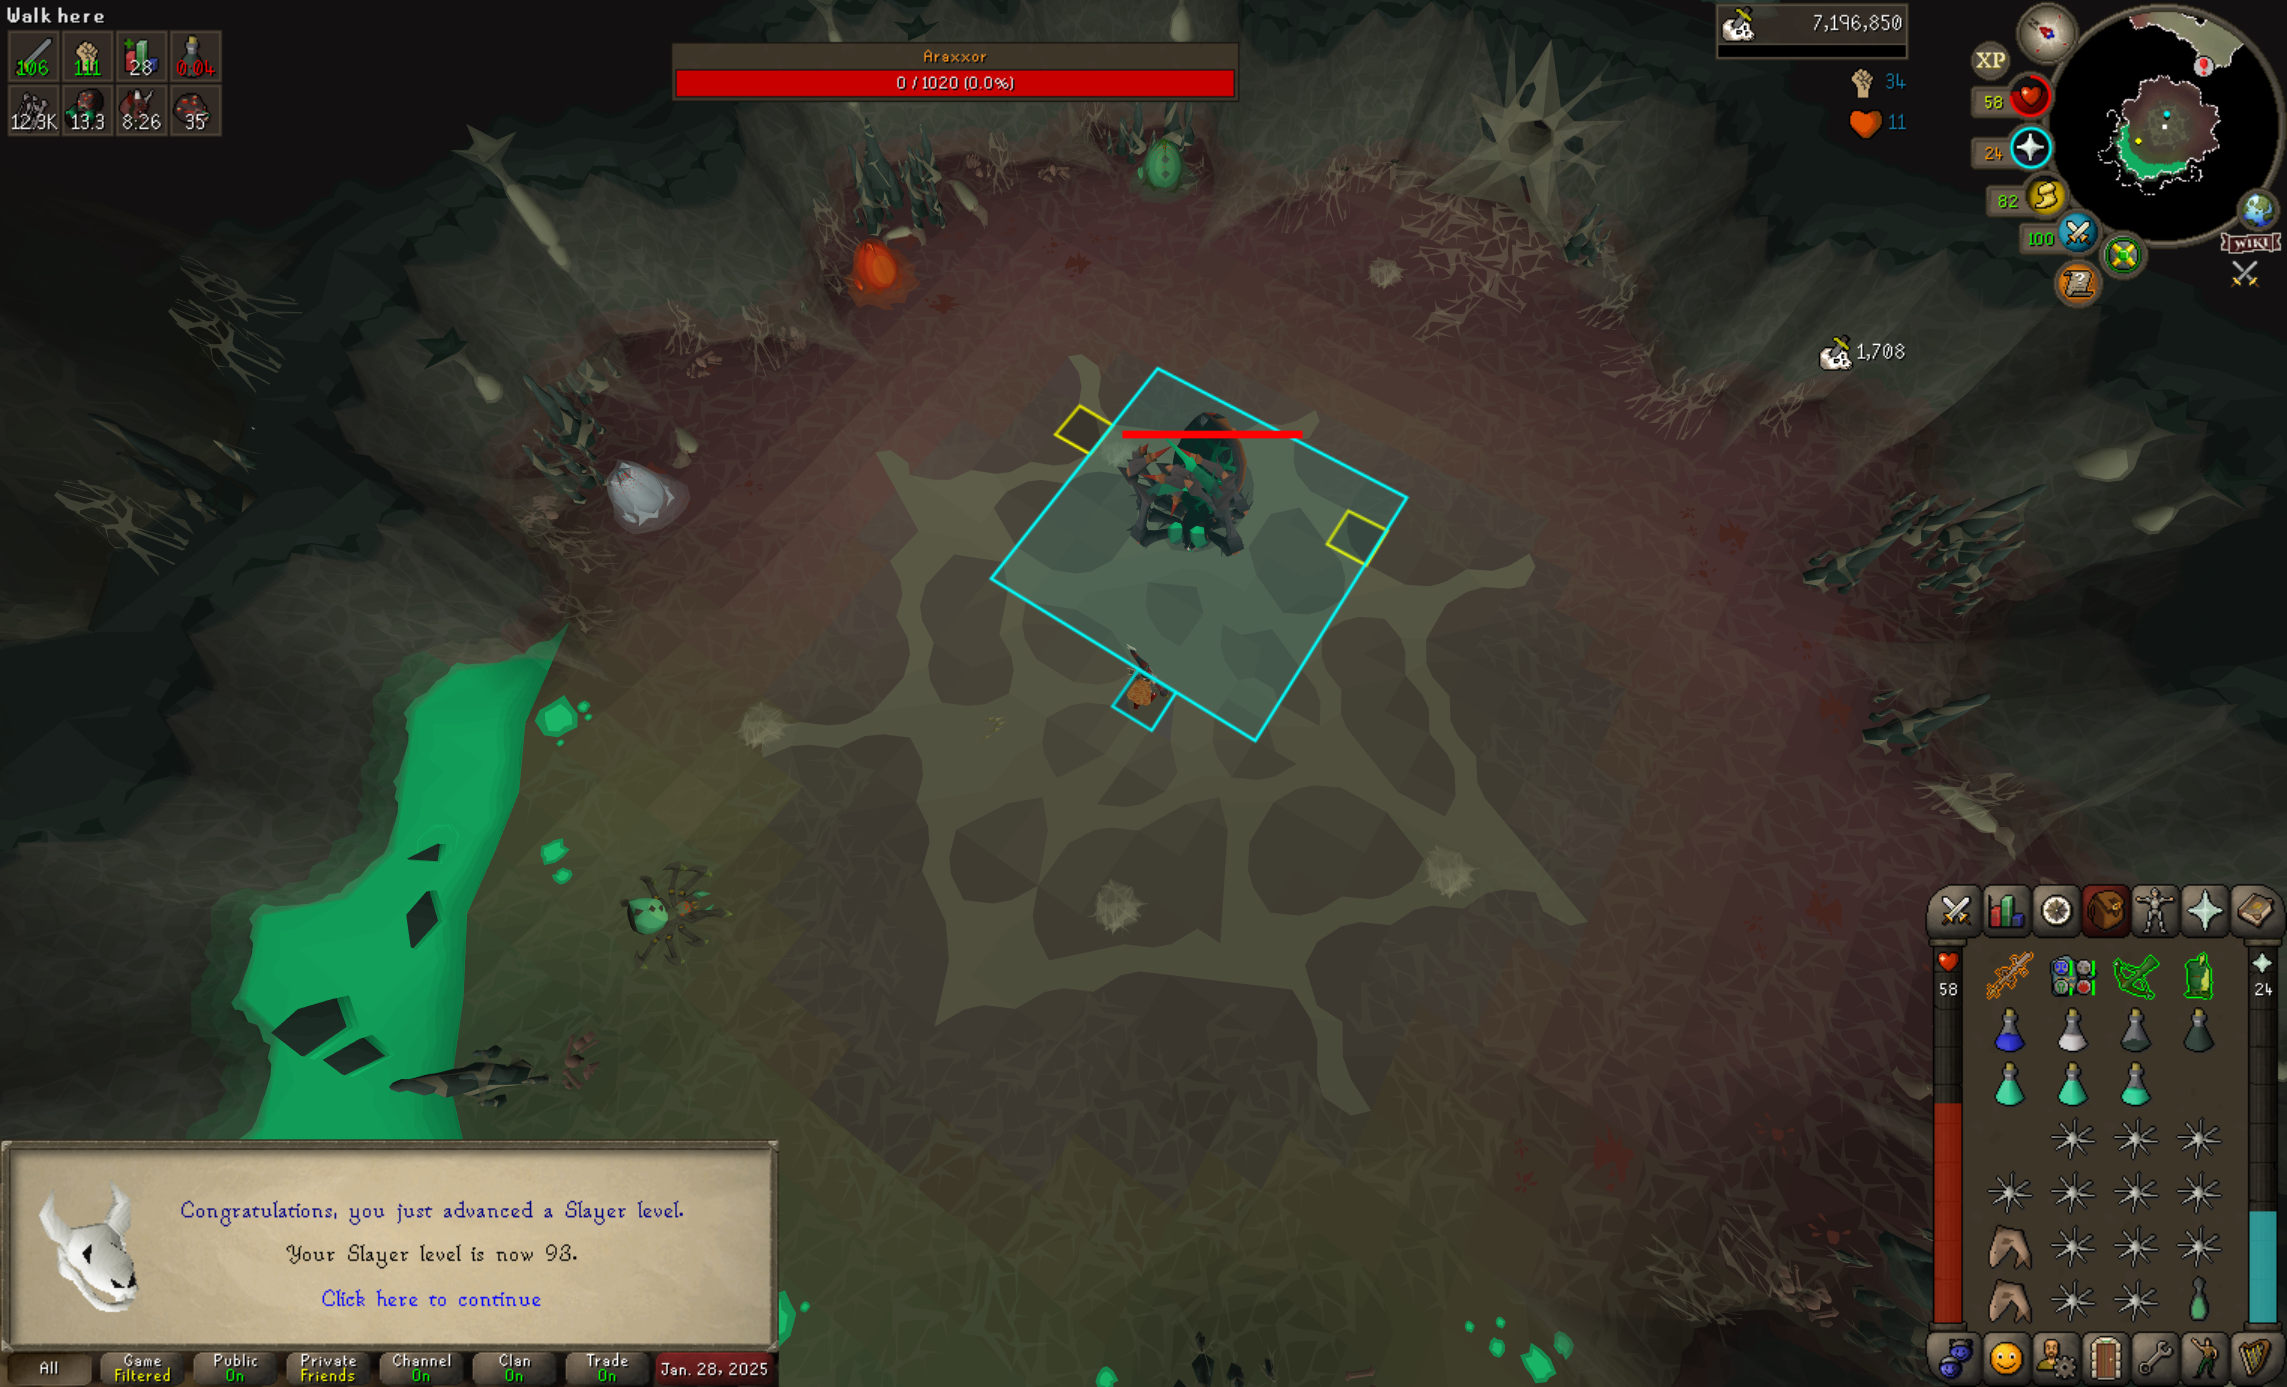 Walk here
106
111
28
0:04
12.3K
13.3
8:26
35
Araxxor
0 / 1020 (0.0%)
7,196,850
34
11
XP
58
24
82
100
WIKI
1,708
58
24
Congratulations, you just advanced a Slayer level.
Your Slayer level is now 93.
Click here to continue
All
Game
Filtered
Public
On
Private
Friends
Channel
On
Clan
On
Trade
On
Jan. 28, 2025